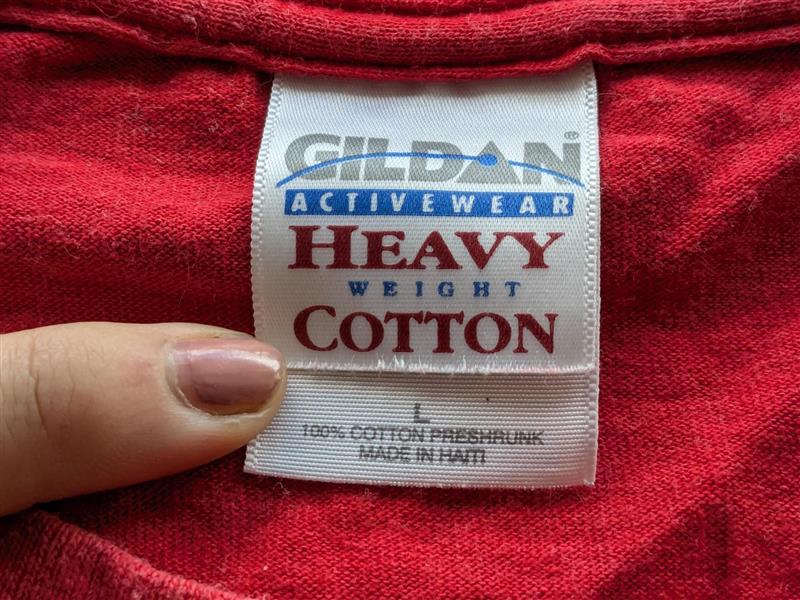 GILDAN®
ACTIVEWEAR
HEAVY
WEIGHT
COTTON
L
100% COTTON PRESHRUNK
MADE IN HAITI